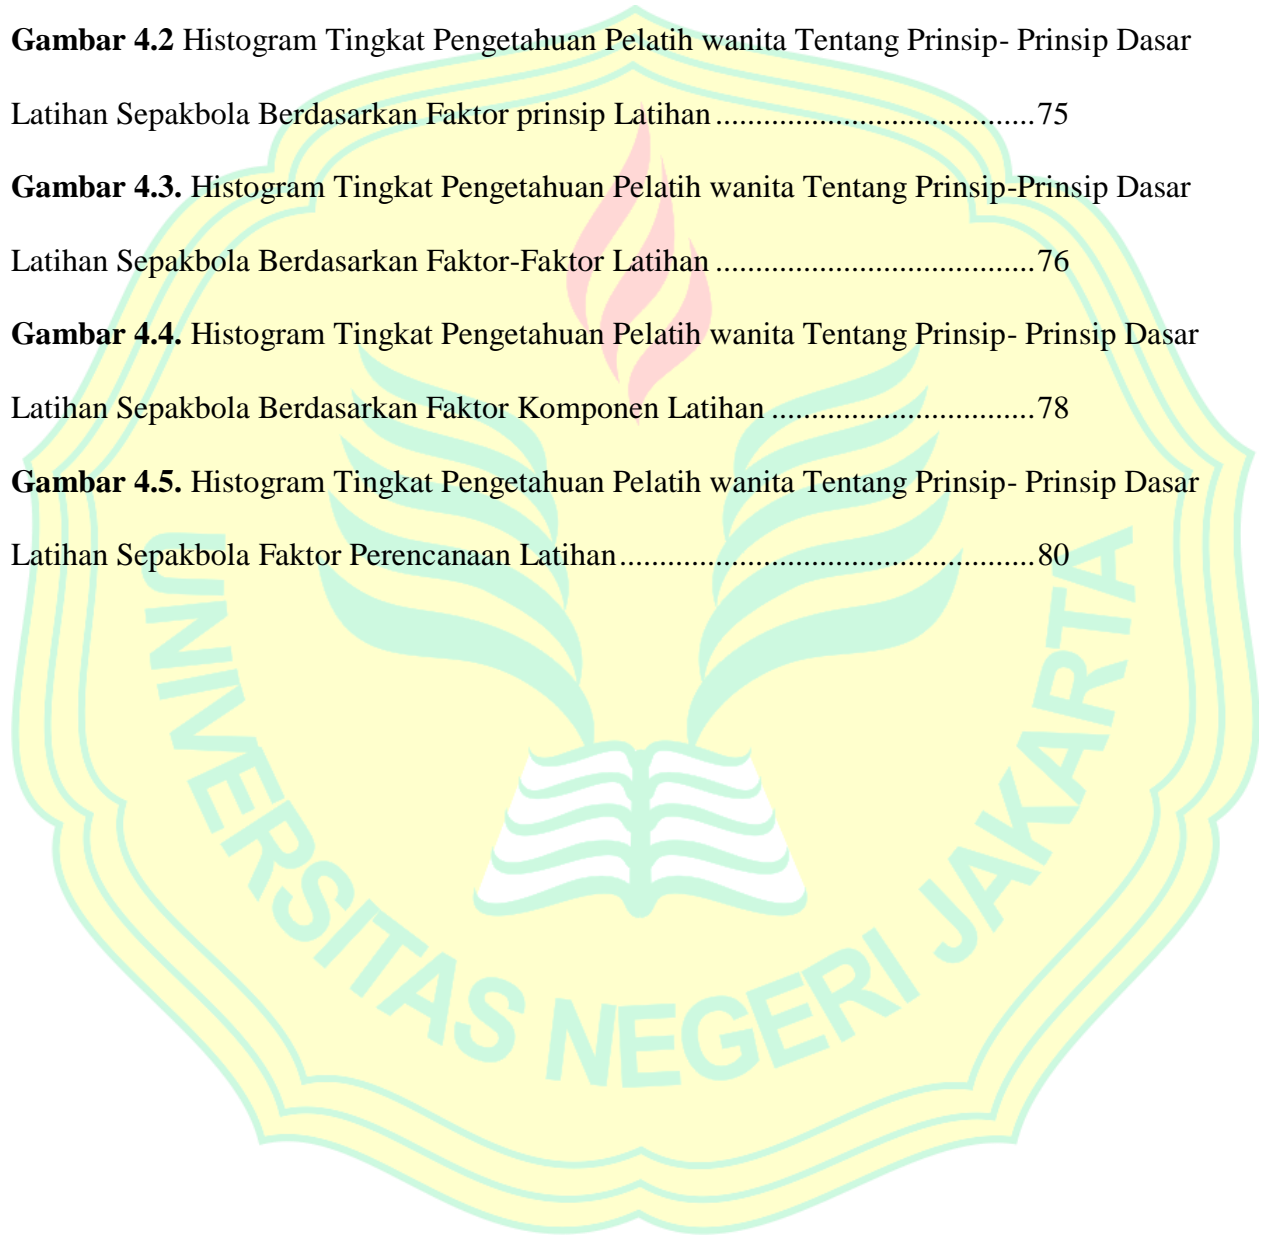 Gambar 4.2 Histogram Tingkat Pengetahuan Pelatih wanita Tentang Prinsip- Prinsip Dasar
Latihan Sepakbola Berdasarkan Faktor prinsip Latihan ....................................... 75
Gambar 4.3. Histogram Tingkat Pengetahuan Pelatih wanita Tentang Prinsip-Prinsip Dasar
Latihan Sepakbola Berdasarkan Faktor-Faktor Latihan ....................................... 76
Gambar 4.4. Histogram Tingkat Pengetahuan Pelatih wanita Tentang Prinsip- Prinsip Dasar
Latihan Sepakbola Berdasarkan Faktor Komponen Latihan ................................ 78
Gambar 4.5. Histogram Tingkat Pengetahuan Pelatih wanita Tentang Prinsip- Prinsip Dasar
Latihan Sepakbola Faktor Perencanaan Latihan ................................................... 80
UNIVERSITAS NEGERI JAKARTA